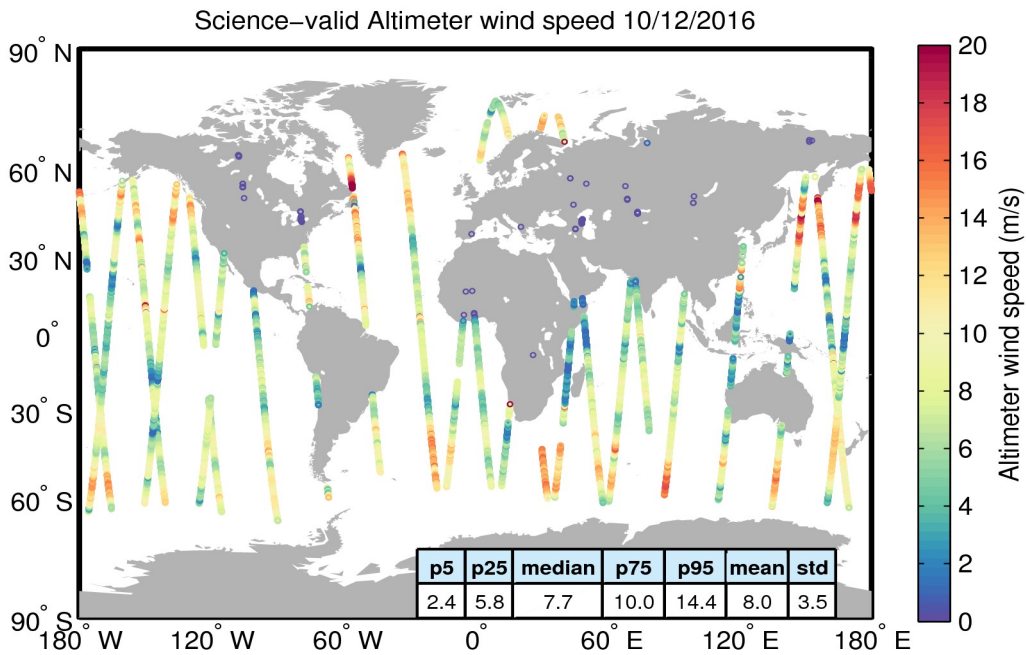 Science−valid Altimeter wind speed 10/12/2016
90° N
60° N
30° N
0°
30° S
60° S
90° S
180° W
120° W
60° W
0°
60° E
120° E
180° E
p5 p25 median p75 p95 mean std
2.4 5.8 7.7 10.0 14.4 8.0 3.5
20
18
16
14
12
10
8
6
4
2
0
Altimeter wind speed (m/s)